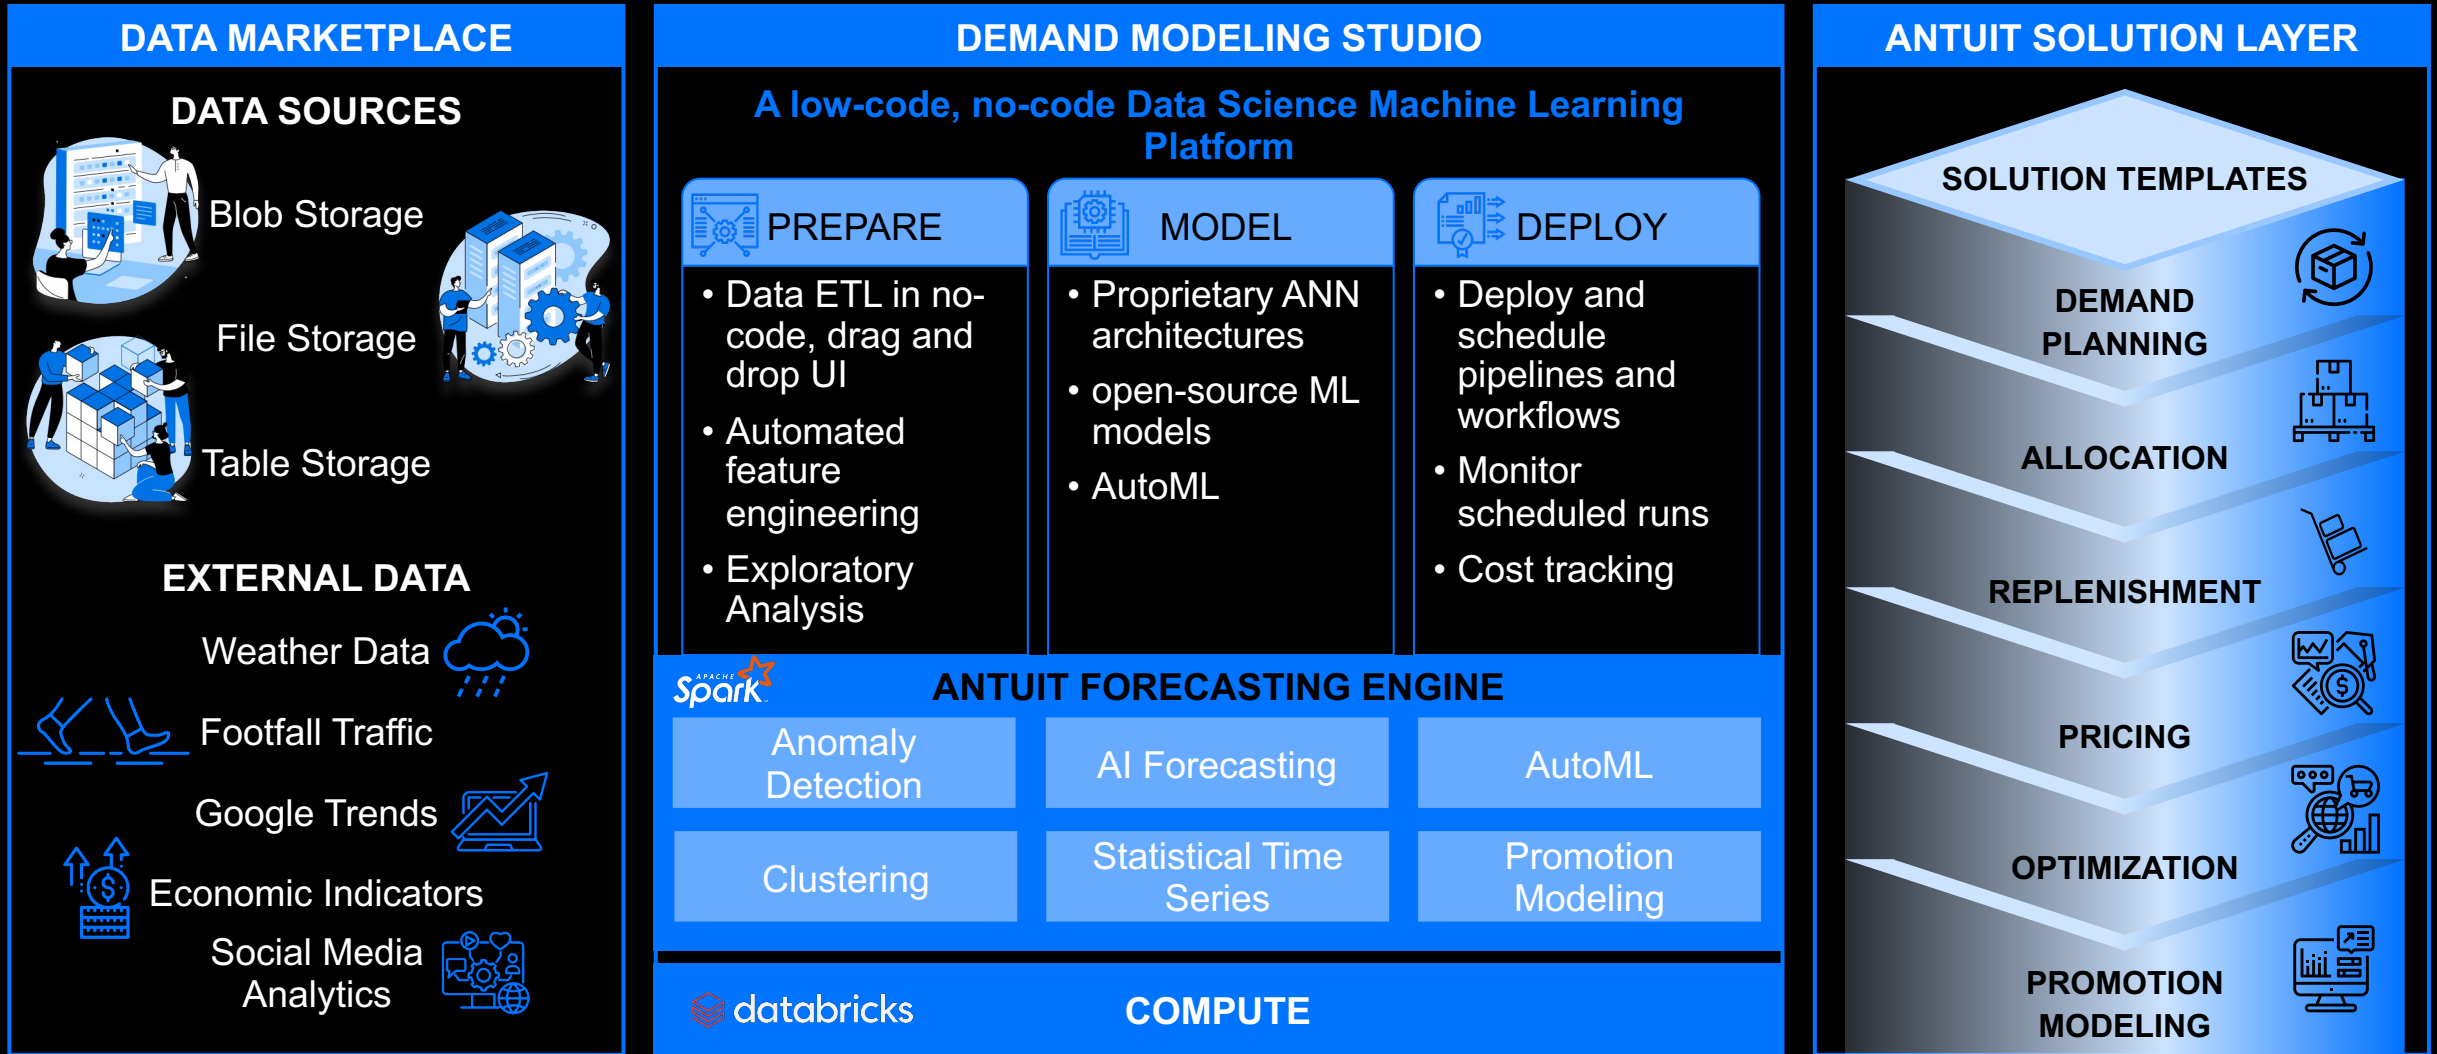 DATA MARKETPLACE
DATA SOURCES
Blob Storage
File Storage
Table Storage
EXTERNAL DATA
Weather Data
Footfall Traffic
Google Trends
Economic Indicators
Social Media
Analytics
DEMAND MODELING STUDIO
A low-code, no-code Data Science Machine Learning
Platform
PREPARE
• Data ETL in no-
code, drag and
drop UI
• Automated
feature
engineering
• Exploratory
Analysis
MODEL
• Proprietary ANN
architectures
• open-source ML
models
• AutoML
DEPLOY
• Deploy and
schedule
pipelines and
workflows
• Monitor
scheduled runs
• Cost tracking
APACHE
Spark
ANTUIT FORECASTING ENGINE
Anomaly
Detection
AI Forecasting
AutoML
Clustering
Statistical Time
Series
Promotion
Modeling
databricks
COMPUTE
ANTUIT SOLUTION LAYER
SOLUTION TEMPLATES
DEMAND
PLANNING
ALLOCATION
REPLENISHMENT
PRICING
OPTIMIZATION
PROMOTION
MODELING